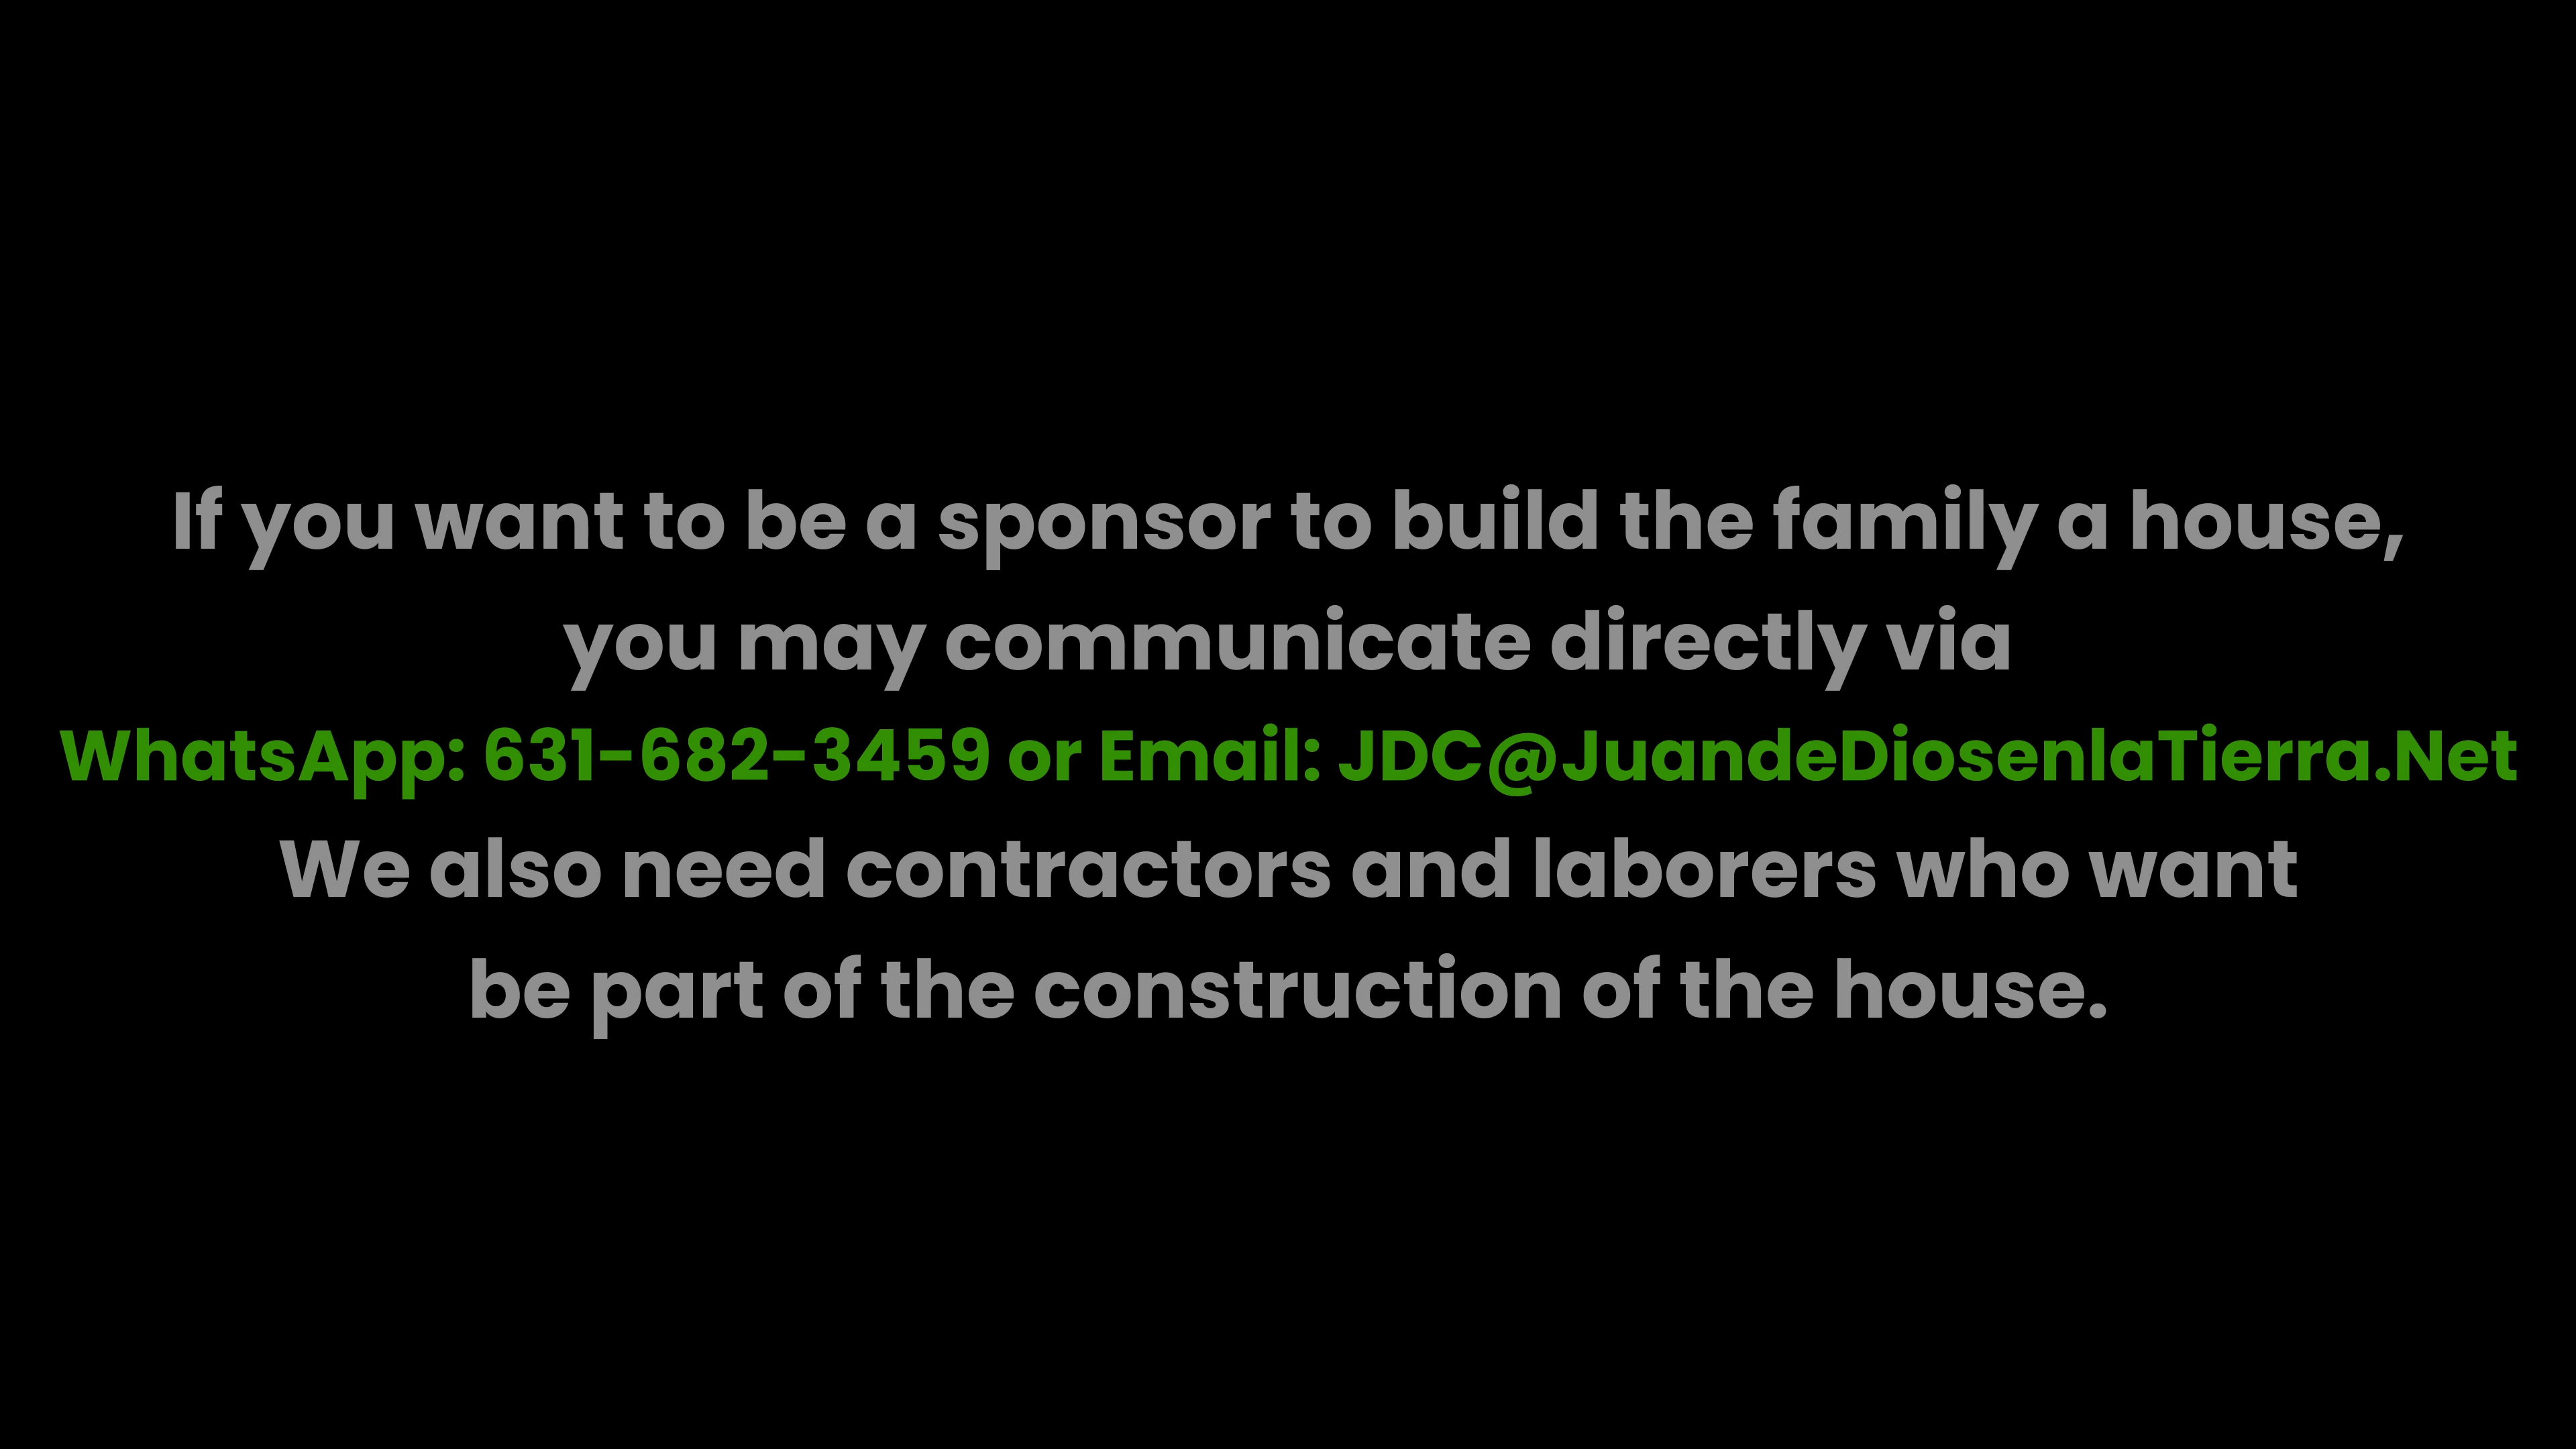 If you want to be a sponsor to build the family a house,
you may communicate directly via
WhatsApp: 631-682-3459 or Email: JDC@JuandeDiosenlaTierra.Net
We also need contractors and laborers who want
be part of the construction of the house.